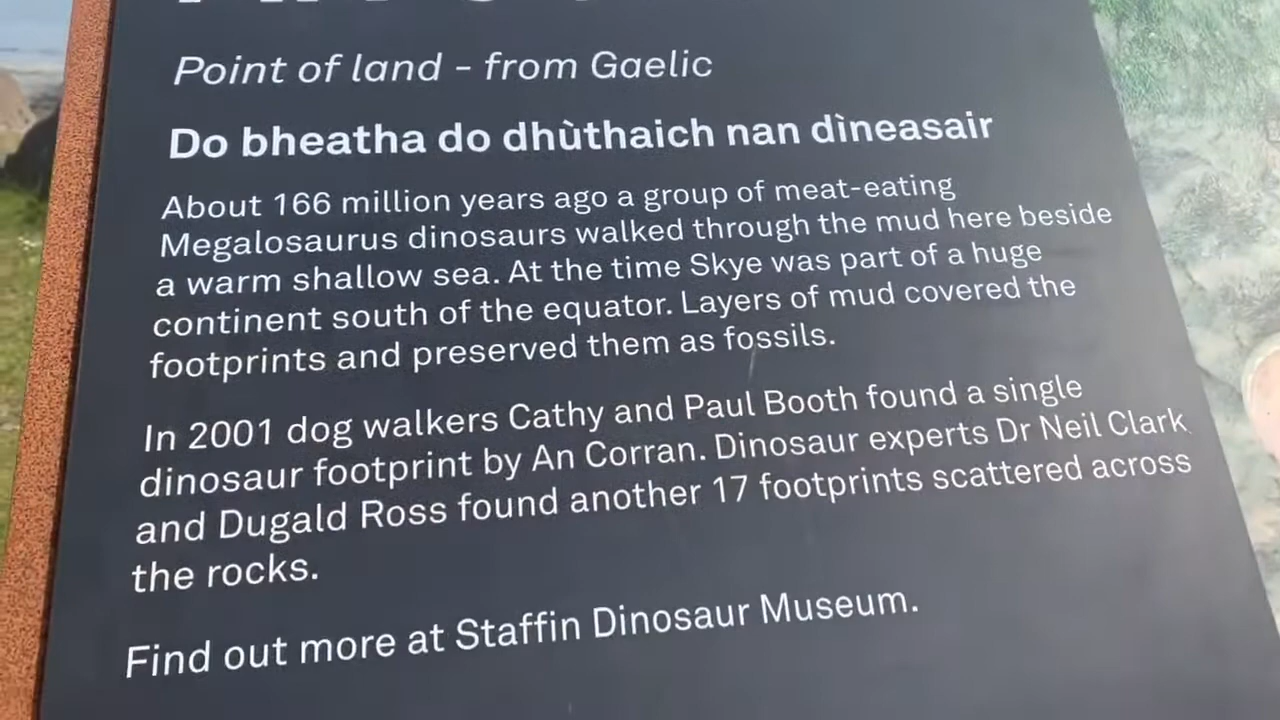 Point of land - from Gaelic
Do bheatha do dhùthaich nan dìneasair
About 166 million years ago a group of meat-eating
Megalosaurus dinosaurs walked through the mud here beside
a warm shallow sea. At the time Skye was part of a huge
continent south of the equator. Layers of mud covered the
footprints and preserved them as fossils.
In 2001 dog walkers Cathy and Paul Booth found a single
dinosaur footprint by An Corran. Dinosaur experts Dr Neil Clark
and Dugald Ross found another 17 footprints scattered across
the rocks.
Find out more at Staffin Dinosaur Museum.